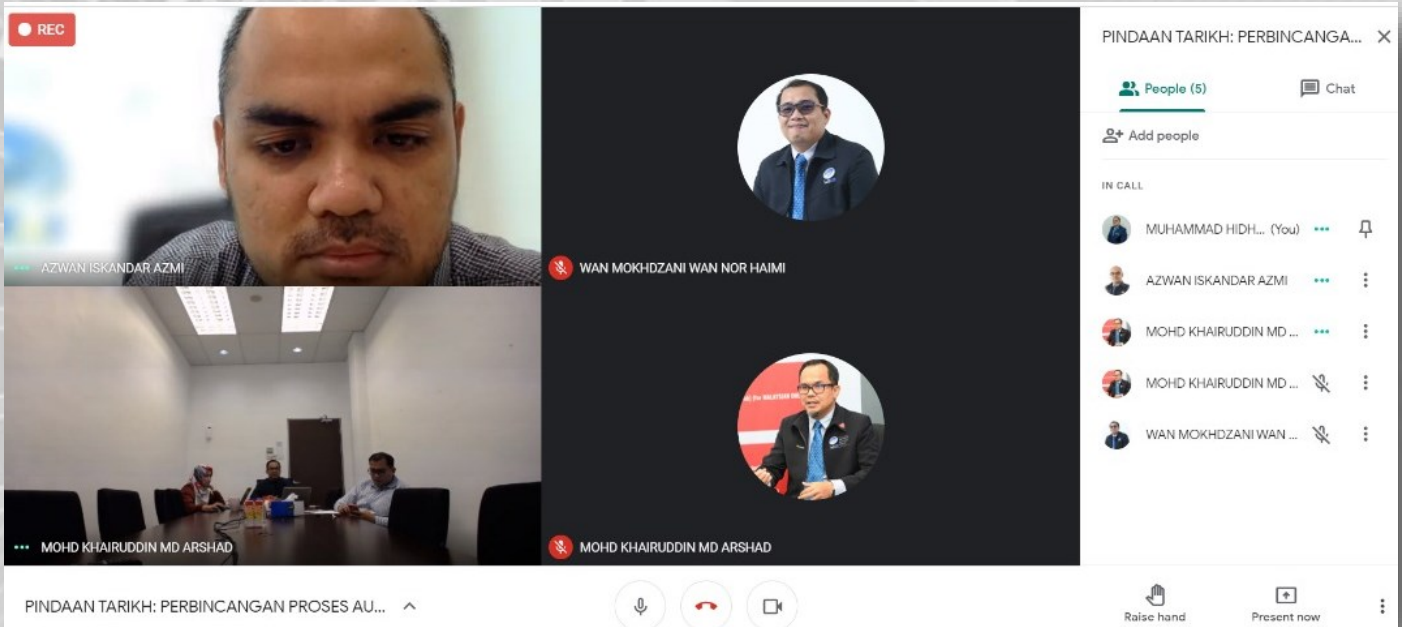 REC
AZWAN ISKANDAR AZMI
WAN MOKHDZANI WAN NOR HAIMI
MOHD KHAIRUDDIN MD ARSHAD
MOHD KHAIRUDDIN MD ARSHAD
PINDAAN TARIKH: PERBINCANGA...
People (5)
Chat
Add people
IN CALL
MUHAMMAD HIDH... (You)
AZWAN ISKANDAR AZMI
MOHD KHAIRUDDIN MD ...
MOHD KHAIRUDDIN MD ...
WAN MOKHDZANI WAN ...
PINDAAN TARIKH: PERBINCANGAN PROSES AU...
Raise hand
Present now